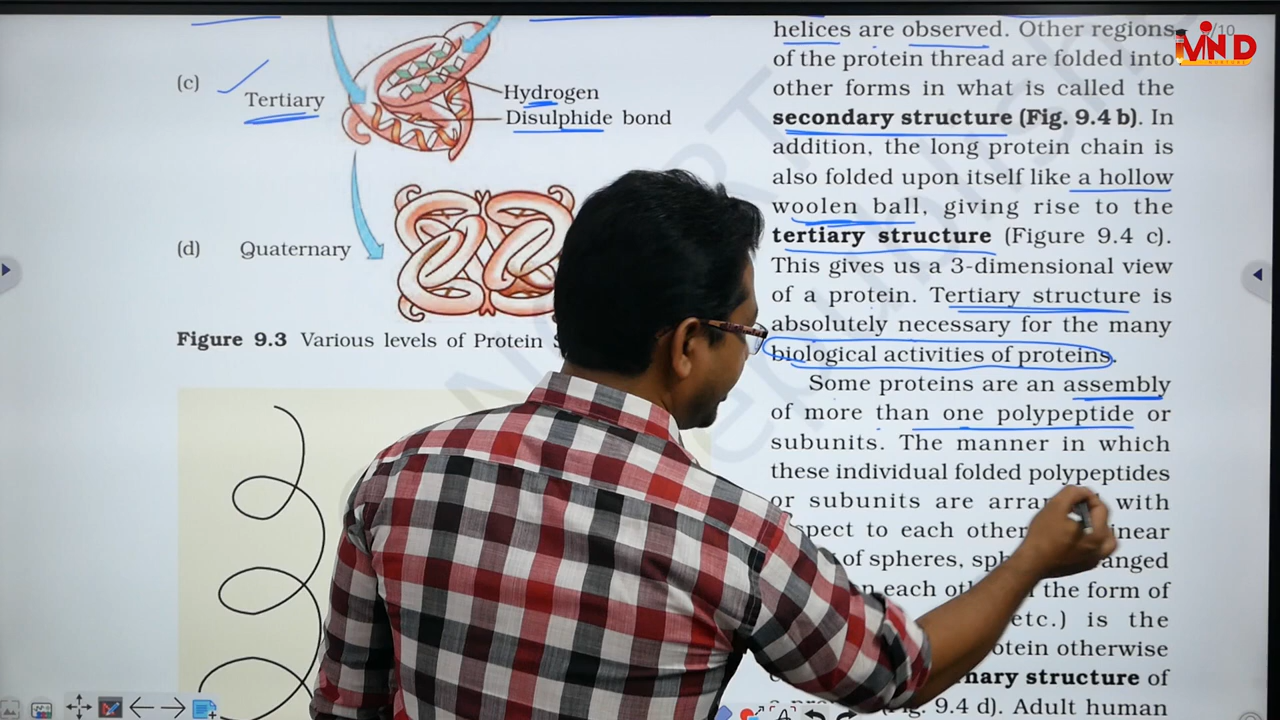 (c)
Tertiary
Hydrogen
Disulphide bond
(d) Quaternary
Figure 9.3 Various levels of Protein
helices are observed. Other regions
of the protein thread are folded into
other forms in what is called the
secondary structure (Fig. 9.4 b). In
addition, the long protein chain is
also folded upon itself like a hollow
woolen ball, giving rise to the
tertiary structure (Figure 9.4 c).
This gives us a 3-dimensional view
of a protein. Tertiary structure is
absolutely necessary for the many
biological activities of proteins.
Some proteins are an assembly
of more than one polypeptide or
subunits. The manner in which
these individual folded polypeptides
or subunits are with
to each other
of spheres,
each the form of
etc.) is the
otherwise
structure of
9.4 d). Adult human
MIND